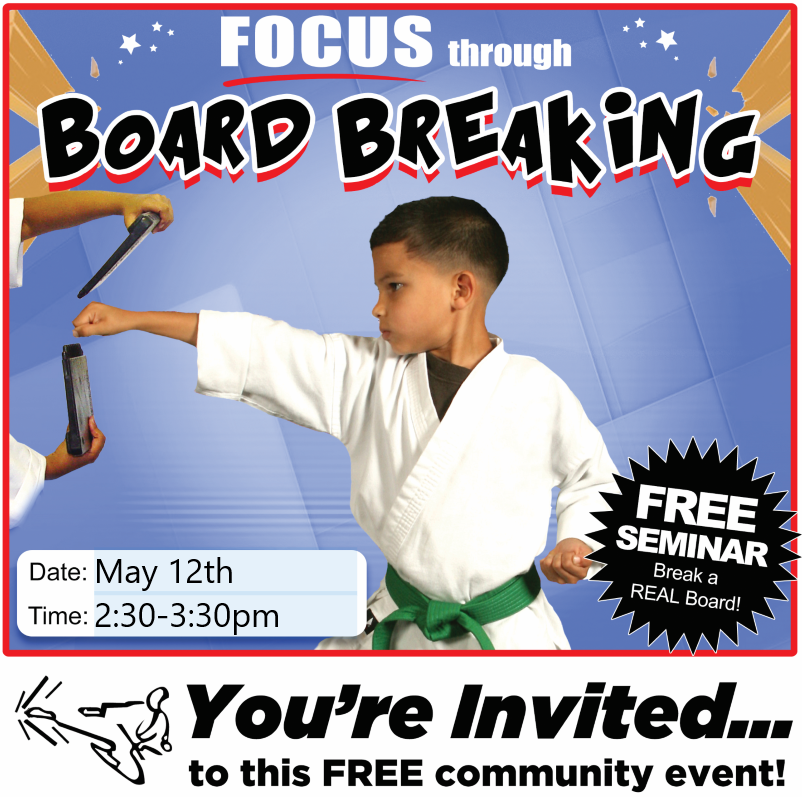 FOCUS through
BOARD BREAKING
FREE
SEMINAR
Break a
REAL Board!
Date: May 12th
Time: 2:30-3:30pm
You're Invited...
to this FREE community event!